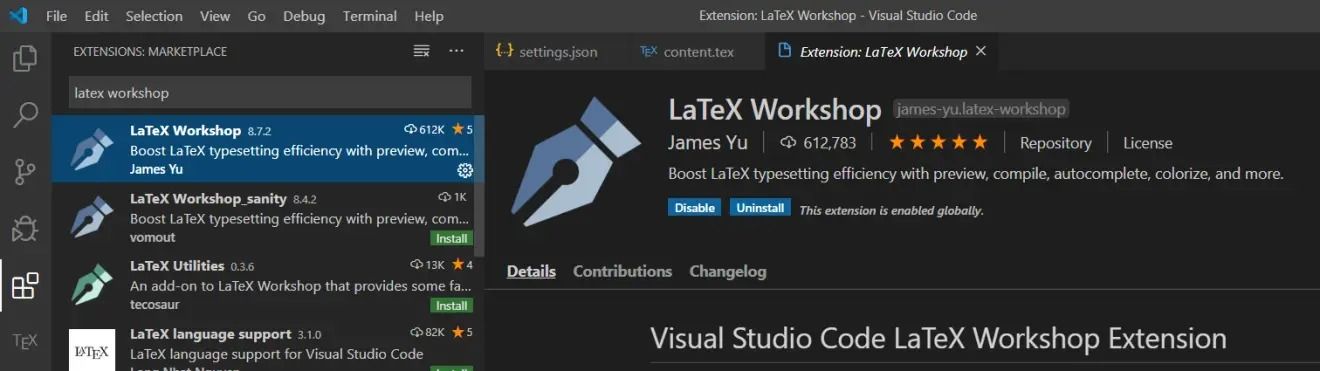 File Edit Selection View Go Debug Terminal Help
Extension: LaTeX Workshop - Visual Studio Code
EXTENSIONS: MARKETPLACE
latex workshop
LaTeX Workshop 8.7.2 612K 5
Boost LaTeX typesetting efficiency with preview, com...
James Yu
LaTeX Workshop_sanity 8.4.2 1K
Boost LaTeX typesetting efficiency with preview, com...
vomout Install
LaTeX Utilities 0.3.6 13K 4
An add-on to LaTeX Workshop that provides some fa...
tecosaur Install
LaTeX language support 3.1.0 82K 5
LaTeX language support for Visual Studio Code
LATEX
TEX
{..} settings.json
TEX content.tex
Extension: LaTeX Workshop
LaTeX Workshop james-yu.latex-workshop
James Yu 612,783 Repository License
Boost LaTeX typesetting efficiency with preview, compile, autocomplete, colorize, and more.
Disable Uninstall This extension is enabled globally.
Details Contributions Changelog
Visual Studio Code LaTeX Workshop Extension